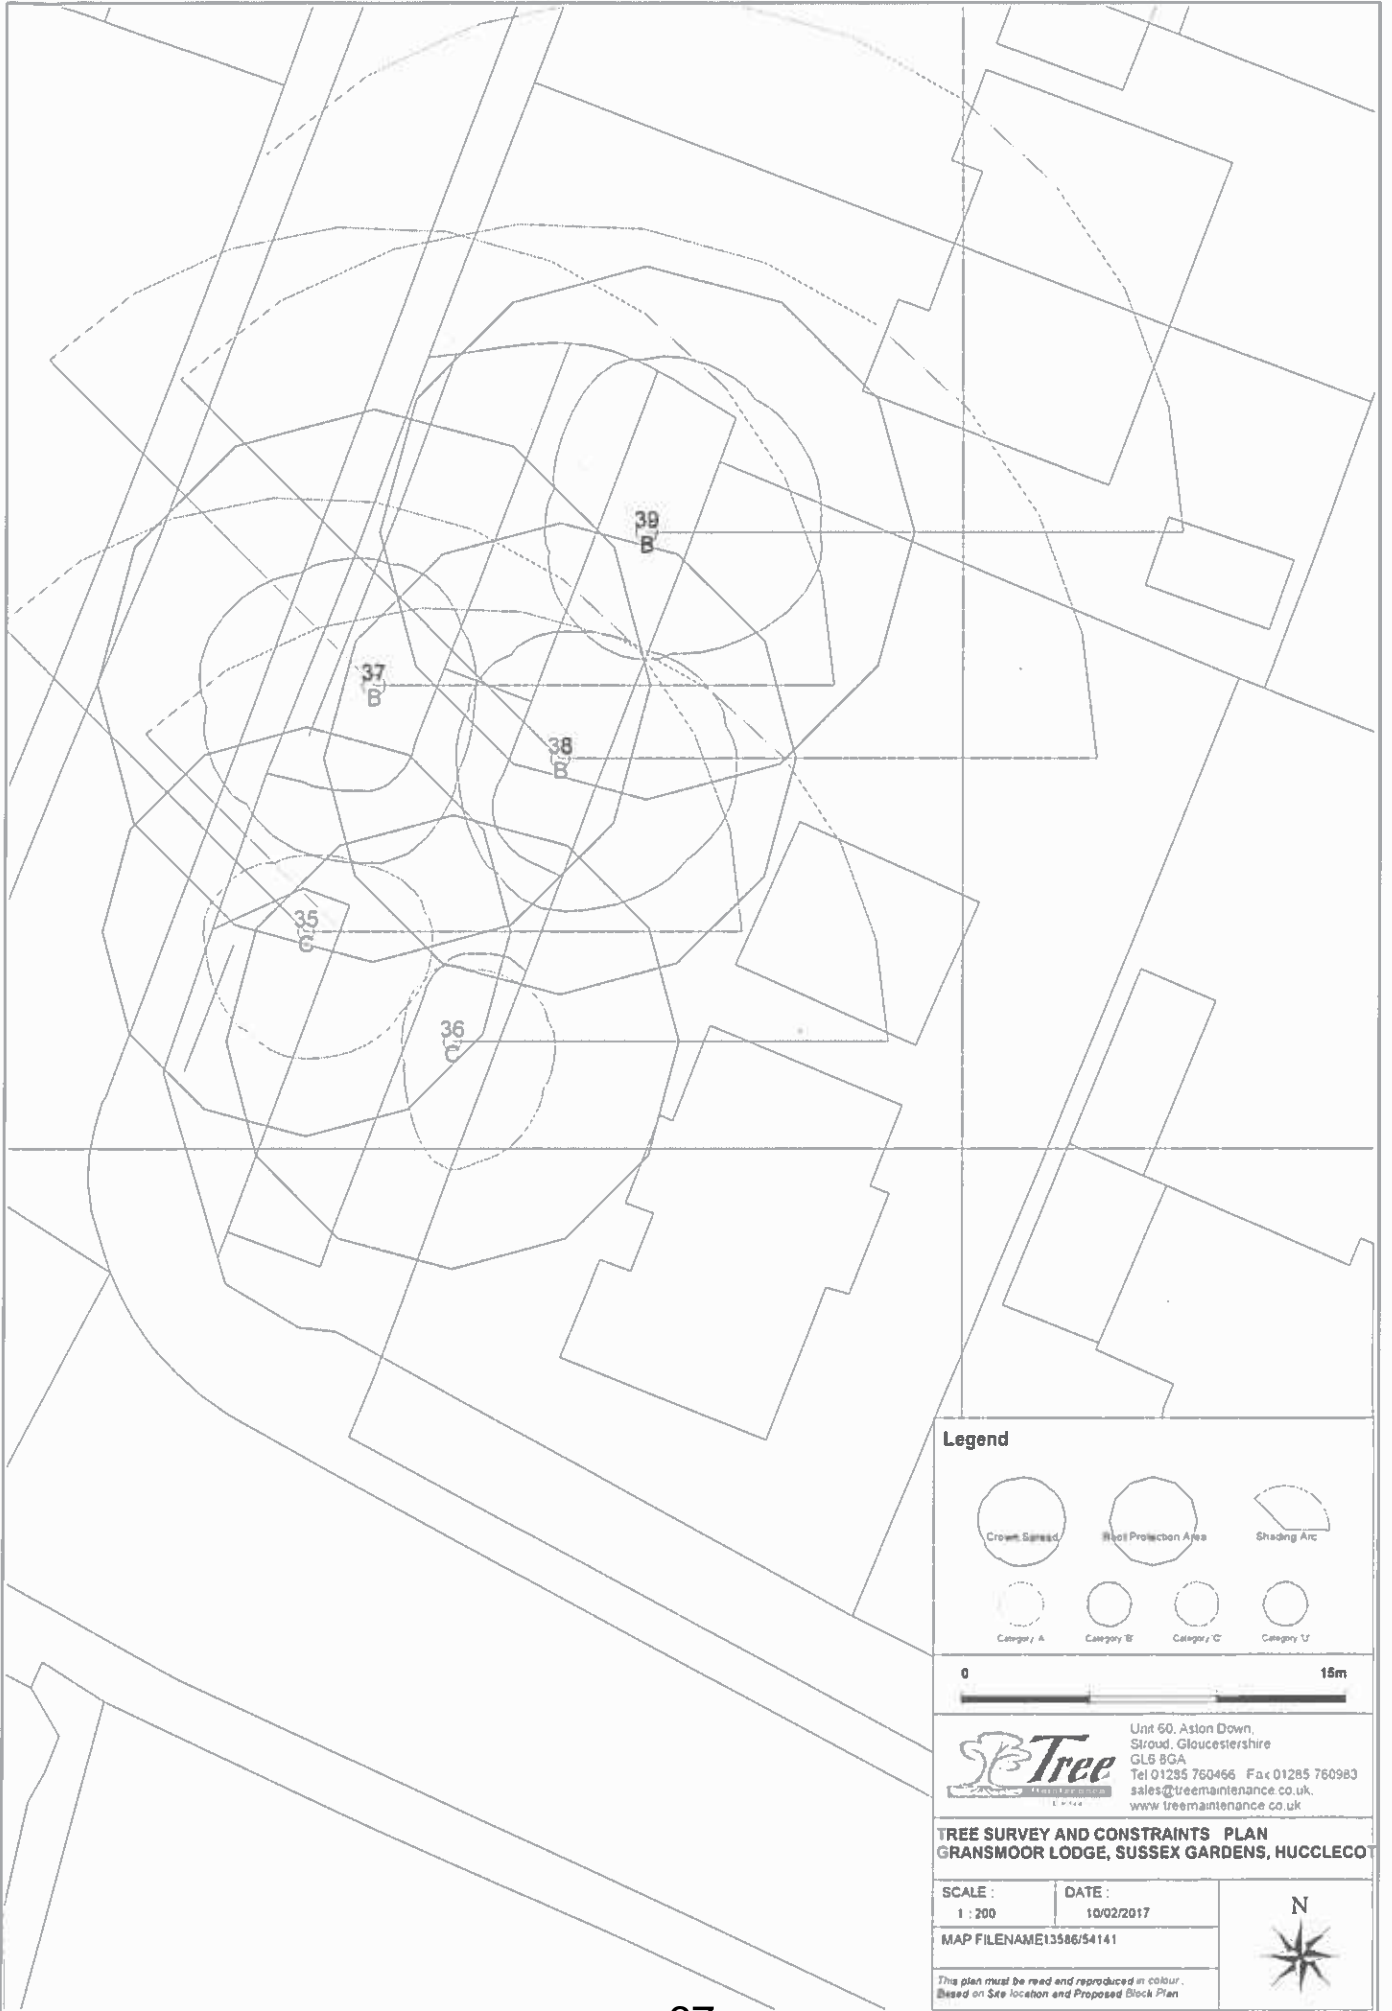 39
B
37
B
38
B
35
C
36
C
Legend
Crown Spread
Root Protection Area
Shading Arc
Category 'A
Category 'B'
Category 'C'
Category 'U'
0
15m
Tree
Maintenance
Limited
Unit 60, Aston Down,
Stroud, Gloucestershire
GL6 8GA
Tel 01285 760466 Fax 01285 760983
sales@treemaintenance.co.uk,
www.treemaintenance.co.uk
TREE SURVEY AND CONSTRAINTS PLAN
GRANSMOOR LODGE, SUSSEX GARDENS, HUCCLECOT
SCALE :
1 : 200
DATE :
10/02/2017
N
MAP FILENAME13586/54141
This plan must be read and reproduced in colour.
Based on Site location and Proposed Block Plan